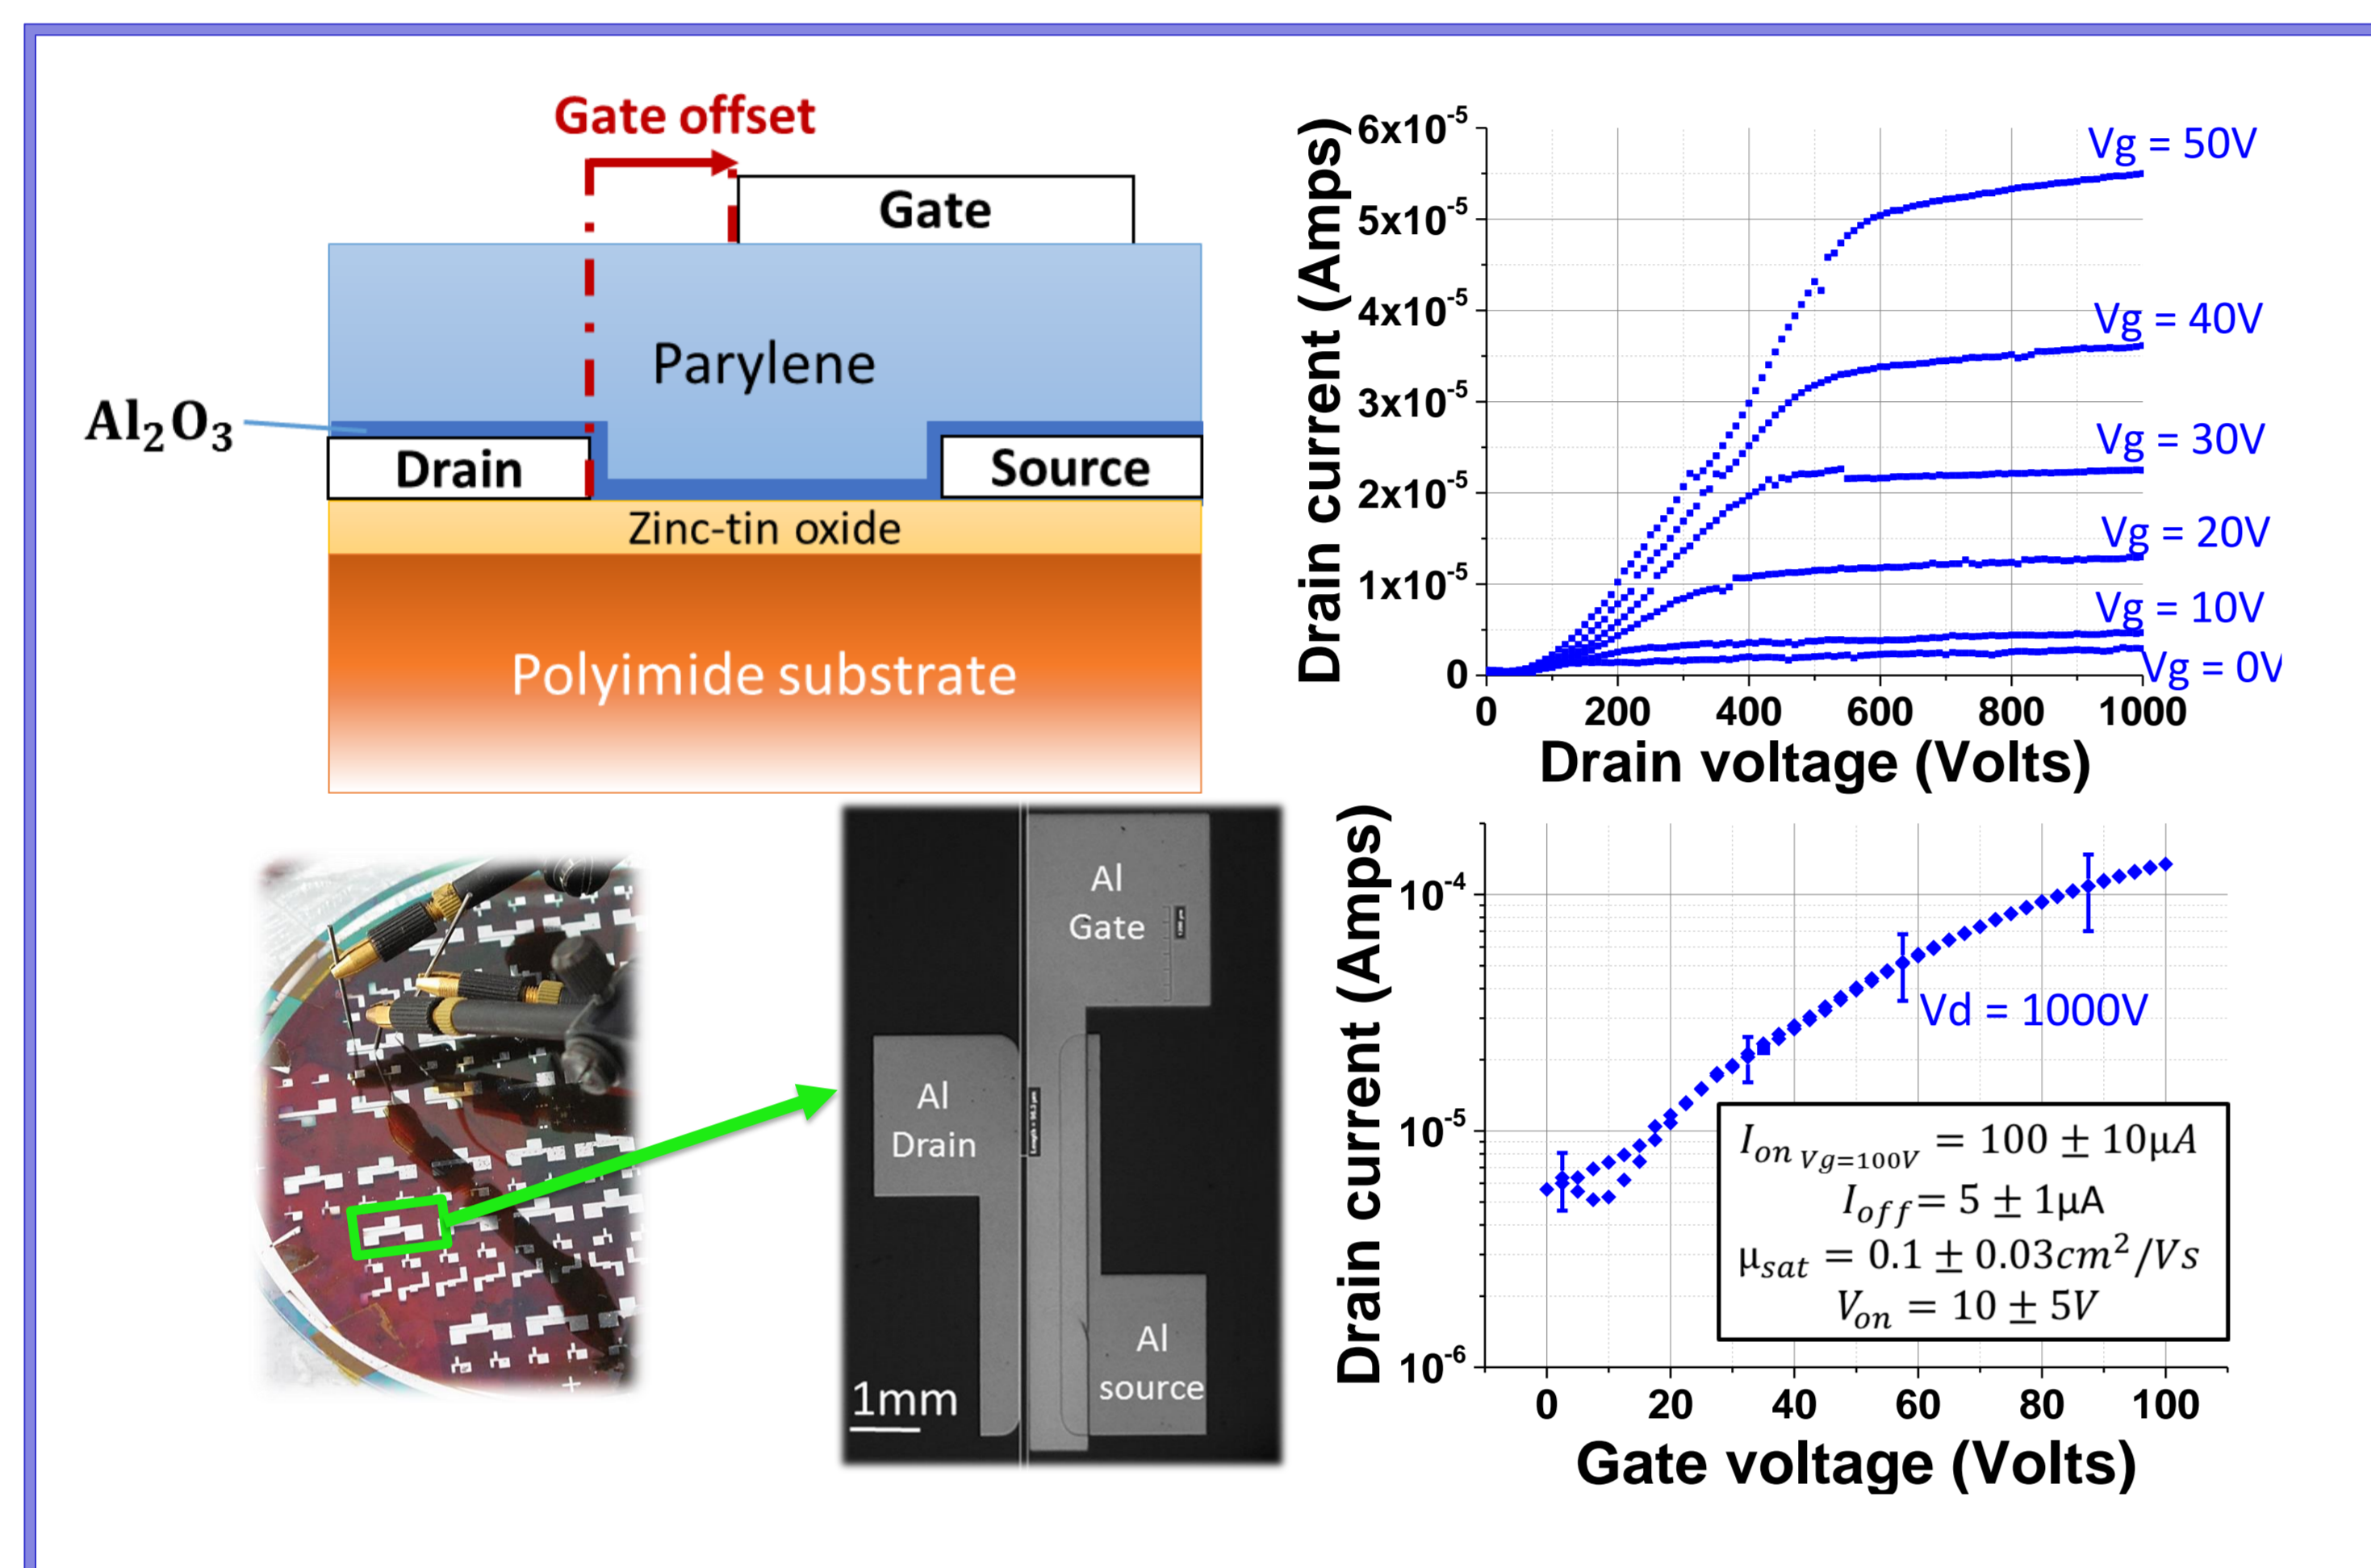 Gate offset
Gate
Parylene
Al₂O₃
Drain
Source
Zinc-tin oxide
Polyimide substrate
Drain current (Amps)
6x10⁻⁵
5x10⁻⁵
4x10⁻⁵
3x10⁻⁵
2x10⁻⁵
1x10⁻⁵
0
Vg = 50V
Vg = 40V
Vg = 30V
Vg = 20V
Vg = 10V
Vg = 0V
0 200 400 600 800 1000
Drain voltage (Volts)
Al
Gate
Al
Drain
Al
source
1mm
Drain current (Amps)
10⁻⁴
10⁻⁵
10⁻⁶
Vd = 1000V
I_on Vg=100V = 100 ± 10µA
I_off = 5 ± 1µA
µ_sat = 0.1 ± 0.03cm²/Vs
V_on = 10 ± 5V
0 20 40 60 80 100
Gate voltage (Volts)